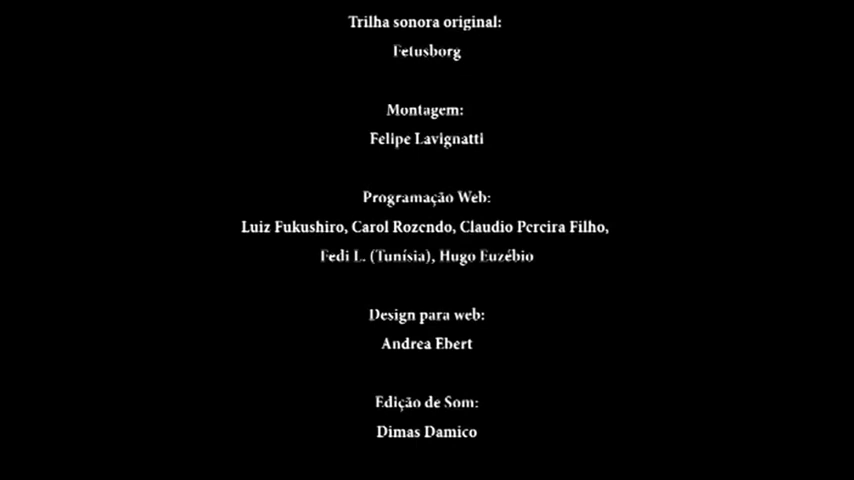 Trilha sonora original:
Fetusborg
Montagem:
Felipe Lavignatti
Programação Web:
Luiz Fukushiro, Carol Rozendo, Claudio Pereira Filho,
Fedi L. (Tunísia), Hugo Euzébio
Design para web:
Andrea Ebert
Edição de Som:
Dimas Damico